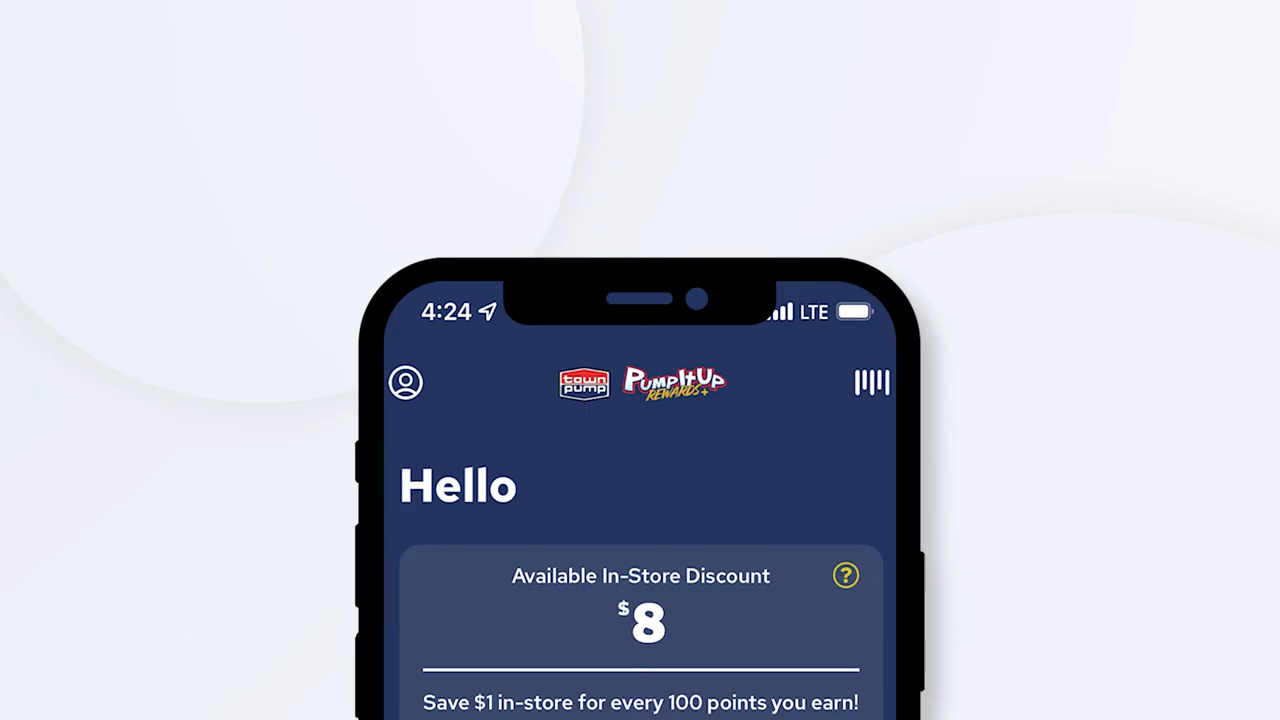 4:24
LTE
town
pump
PumpItUp
REWARDS+
Hello
Available In-Store Discount
?
$8
Save $1 in-store for every 100 points you earn!